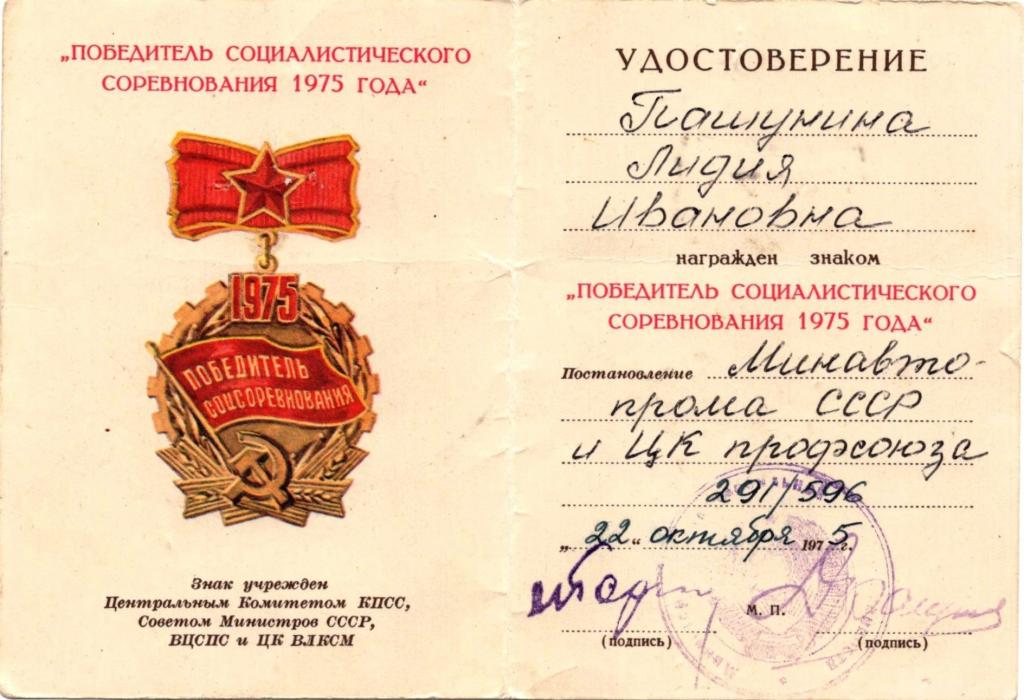 „ПОБЕДИТЕЛЬ СОЦИАЛИСТИЧЕСКОГО
СОРЕВНОВАНИЯ 1975 ГОДА“
1975
ПОБЕДИТЕЛЬ
СОЦСОРЕВНОВАНИЯ
Знак учрежден
Центральным Комитетом КПСС,
Советом Министров СССР,
ВЦСПС и ЦК ВЛКСМ
УДОСТОВЕРЕНИЕ
Пашунина
Лидия
Ивановна
награжден знаком
„ПОБЕДИТЕЛЬ СОЦИАЛИСТИЧЕСКОГО
СОРЕВНОВАНИЯ 1975 ГОДА“
Постановление Минавто-
прома СССР
и ЦК профсоюза
291/596
„22“ октября 1975 г.
М. П.
(подпись) (подпись)